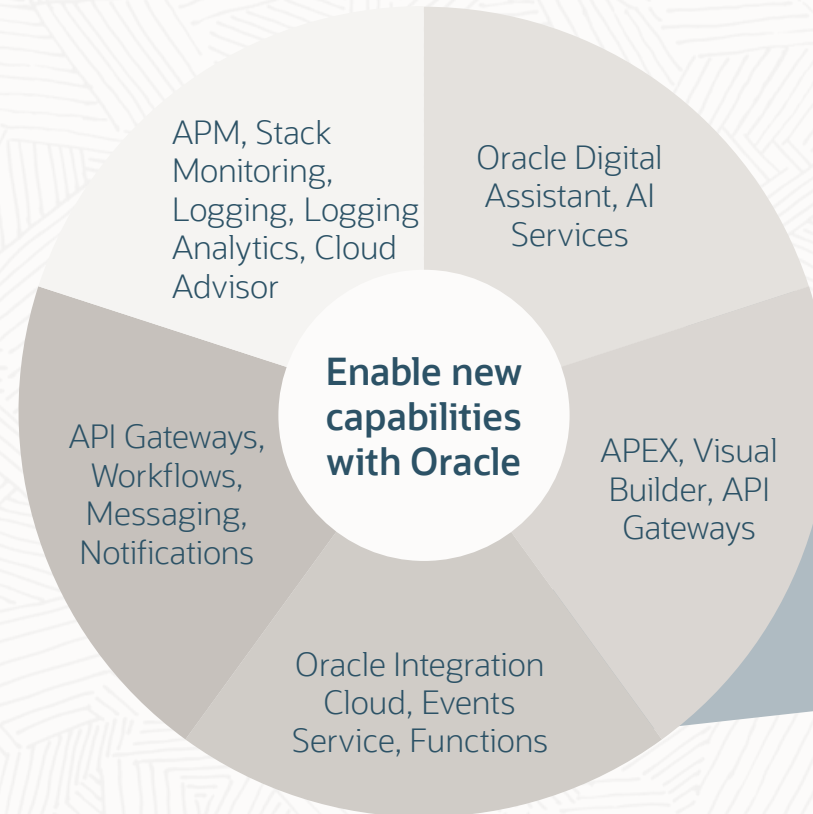 APM, Stack
Monitoring,
Logging, Logging
Analytics, Cloud
Advisor
Oracle Digital
Assistant, AI
Services
Enable new
capabilities
with Oracle
API Gateways,
Workflows,
Messaging,
Notifications
APEX, Visual
Builder, API
Gateways
Oracle Integration
Cloud, Events
Service, Functions